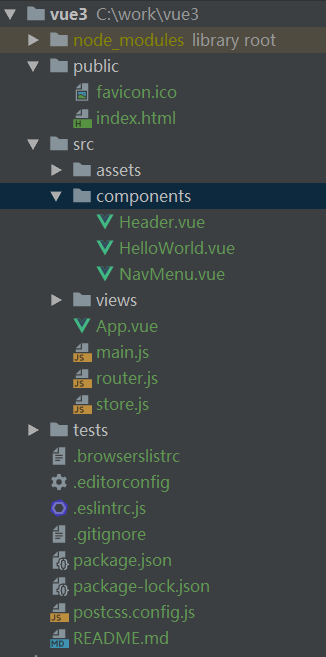 vue3 C:\work\vue3
node_modules library root
public
favicon.ico
index.html
src
assets
components
Header.vue
HelloWorld.vue
NavMenu.vue
views
App.vue
main.js
router.js
store.js
tests
.browserslistrc
.editorconfig
.eslintrc.js
.gitignore
package.json
package-lock.json
postcss.config.js
README.md